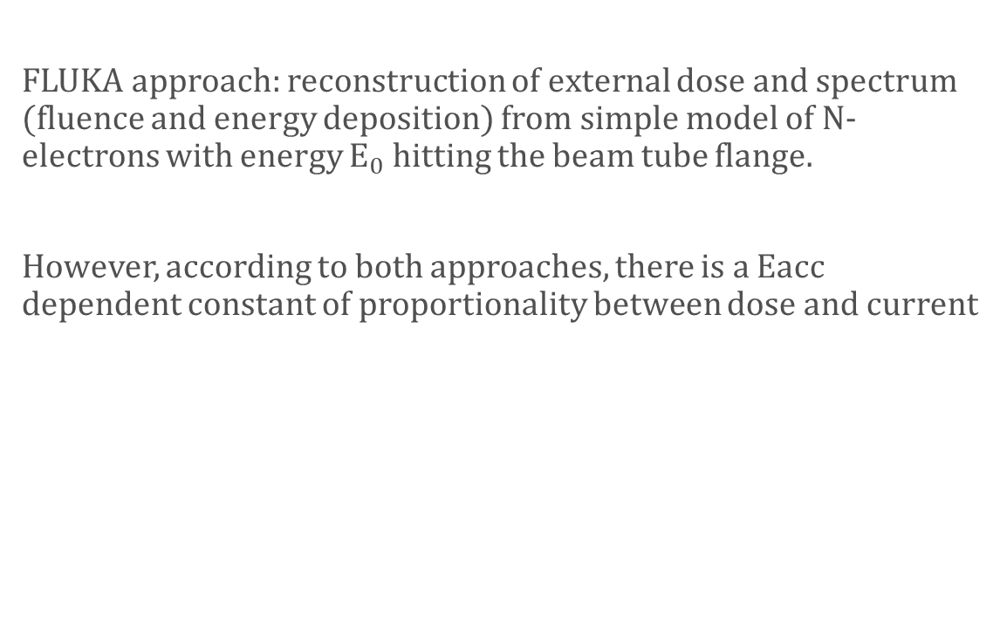 FLUKA approach: reconstruction of external dose and spectrum
(fluence and energy deposition) from simple model of N-
electrons with energy E₀ hitting the beam tube flange.
However, according to both approaches, there is a Eacc
dependent constant of proportionality between dose and current